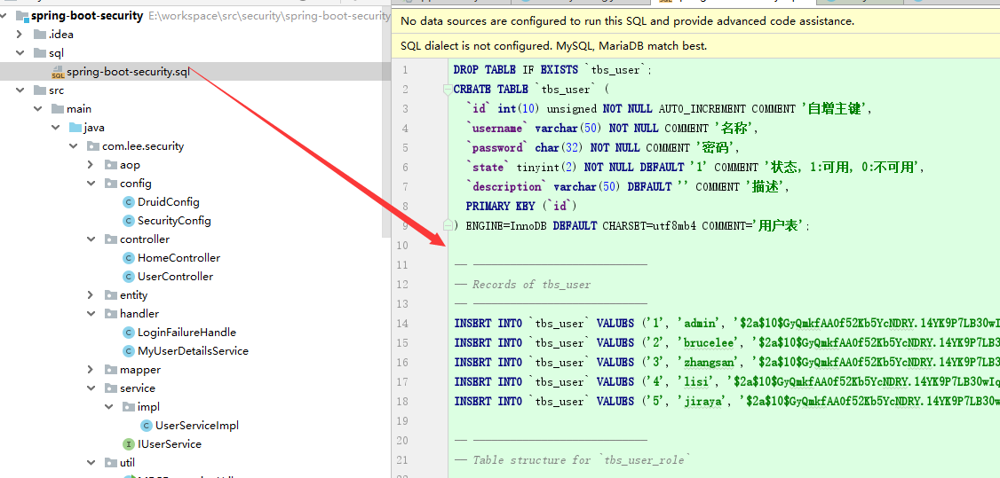 spring-boot-security E:\workspace\src\security\spring-boot-security
.idea
sql
spring-boot-security.sql
src
main
java
com.lee.security
aop
config
DruidConfig
SecurityConfig
controller
HomeController
UserController
entity
handler
LoginFailureHandle
MyUserDetailsService
mapper
service
impl
UserServiceImpl
IUserService
util
No data sources are configured to run this SQL and provide advanced code assistance.
SQL dialect is not configured. MySQL, MariaDB match best.
1 DROP TABLE IF EXISTS `tbs_user`;
2 CREATE TABLE `tbs_user` (
3 `id` int(10) unsigned NOT NULL AUTO_INCREMENT COMMENT '自增主键',
4 `username` varchar(50) NOT NULL COMMENT '名称',
5 `password` char(32) NOT NULL COMMENT '密码',
6 `state` tinyint(2) NOT NULL DEFAULT '1' COMMENT '状态，1:可用，0:不可用',
7 `description` varchar(50) DEFAULT '' COMMENT '描述',
8 PRIMARY KEY (`id`)
9 ) ENGINE=InnoDB DEFAULT CHARSET=utf8mb4 COMMENT='用户表';
10
11 -- ----------------------------
12 -- Records of tbs_user
13 -- ----------------------------
14 INSERT INTO `tbs_user` VALUES ('1', 'admin', '$2a$10$GyQmkfAA0f52Kb5YcNDRY.14YK9P7LB30wI
15 INSERT INTO `tbs_user` VALUES ('2', 'brucelee', '$2a$10$GyQmkfAA0f52Kb5YcNDRY.14YK9P7LB3
16 INSERT INTO `tbs_user` VALUES ('3', 'zhangsan', '$2a$10$GyQmkfAA0f52Kb5YcNDRY.14YK9P7LB3
17 INSERT INTO `tbs_user` VALUES ('4', 'lisi', '$2a$10$GyQmkfAA0f52Kb5YcNDRY.14YK9P7LB30wIq
18 INSERT INTO `tbs_user` VALUES ('5', 'jiraya', '$2a$10$GyQmkfAA0f52Kb5YcNDRY.14YK9P7LB30w
19
20 -- ----------------------------
21 -- Table structure for `tbs_user_role`